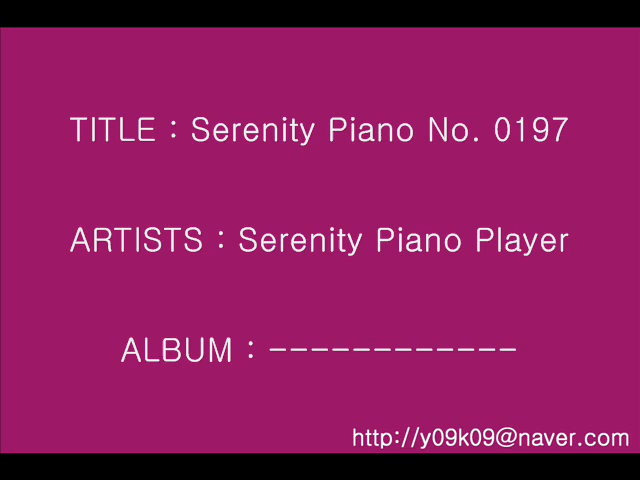 TITLE : Serenity Piano No. 0197
ARTISTS : Serenity Piano Player
ALBUM : ------------
http://y09k09@naver.com